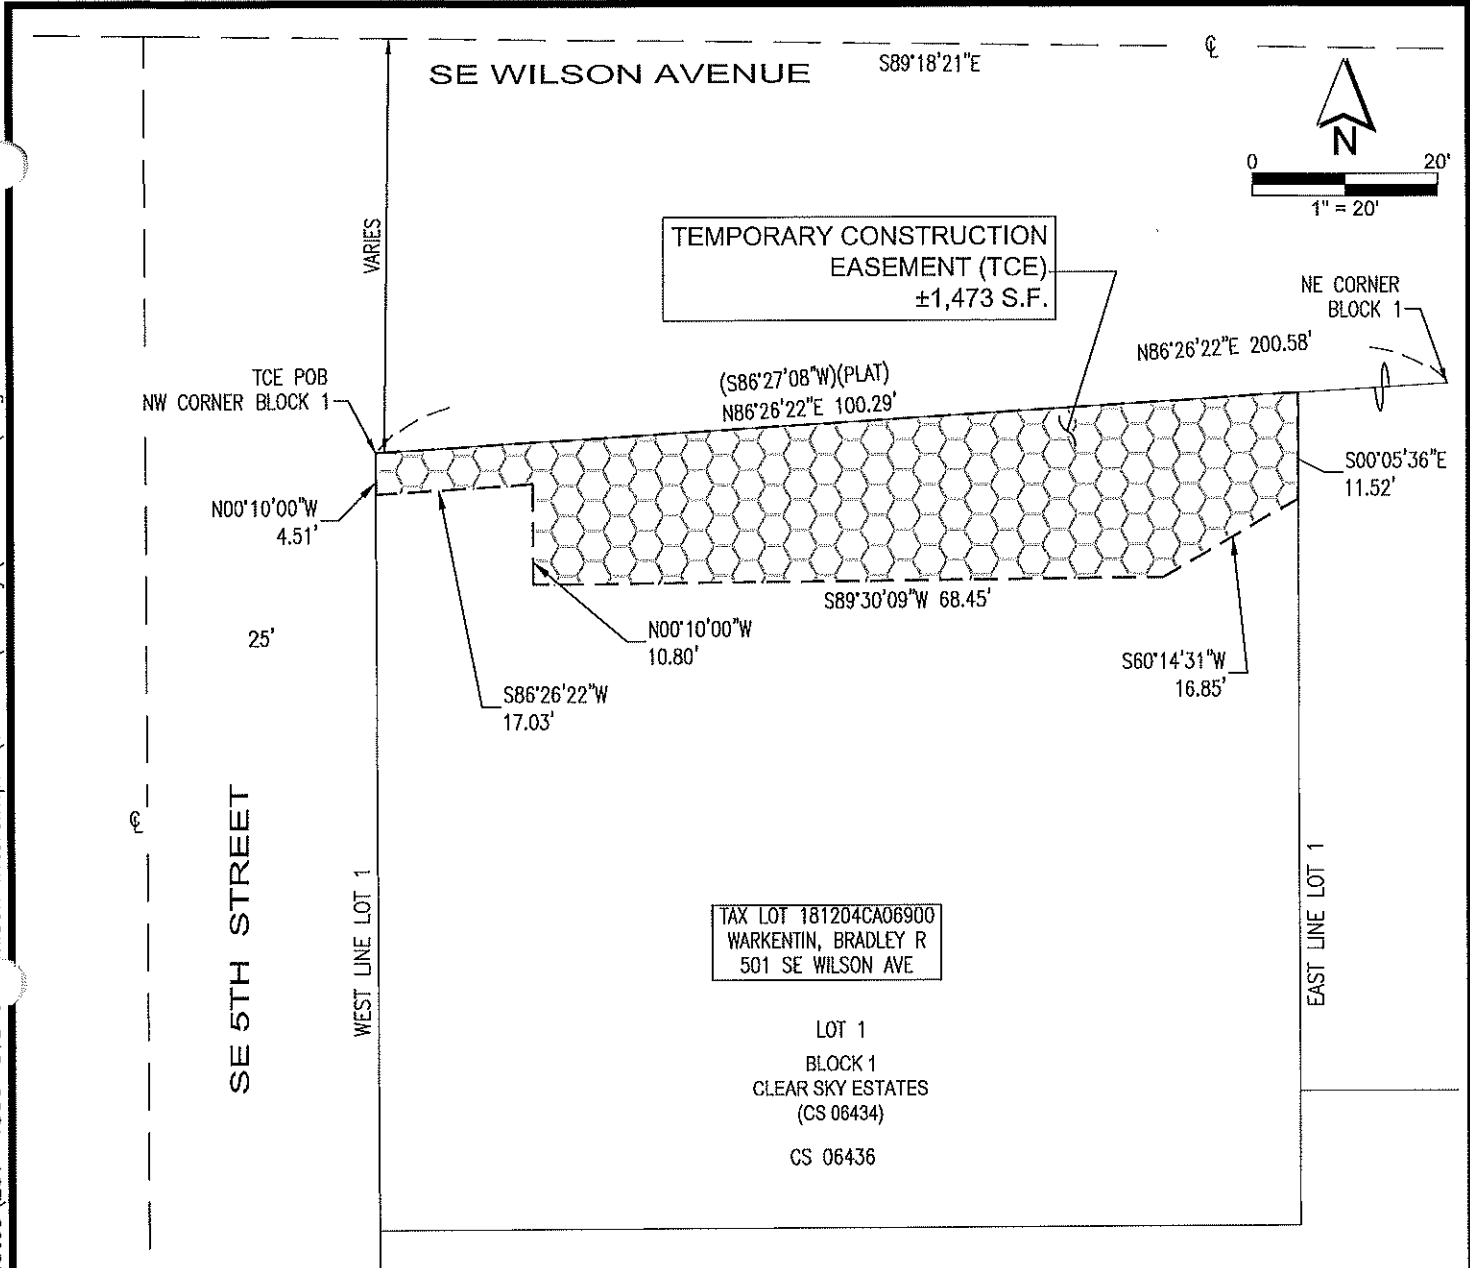 SE WILSON AVENUE
S89°18'21"E
℄
N
0 20'
1" = 20'
VARIES
TEMPORARY CONSTRUCTION
EASEMENT (TCE)
±1,473 S.F.
NE CORNER
BLOCK 1
N86°26'22"E 200.58'
(S86°27'08"W)(PLAT)
N86°26'22"E 100.29'
TCE POB
NW CORNER BLOCK 1
S00°05'36"E
11.52'
N00°10'00"W
4.51'
S89°30'09"W 68.45'
25'
N00°10'00"W
10.80'
S60°14'31"W
16.85'
S86°26'22"W
17.03'
℄
SE 5TH STREET
WEST LINE LOT 1
EAST LINE LOT 1
TAX LOT 181204CA06900
WARKENTIN, BRADLEY R
501 SE WILSON AVE
LOT 1
BLOCK 1
CLEAR SKY ESTATES
(CS 06434)
CS 06436